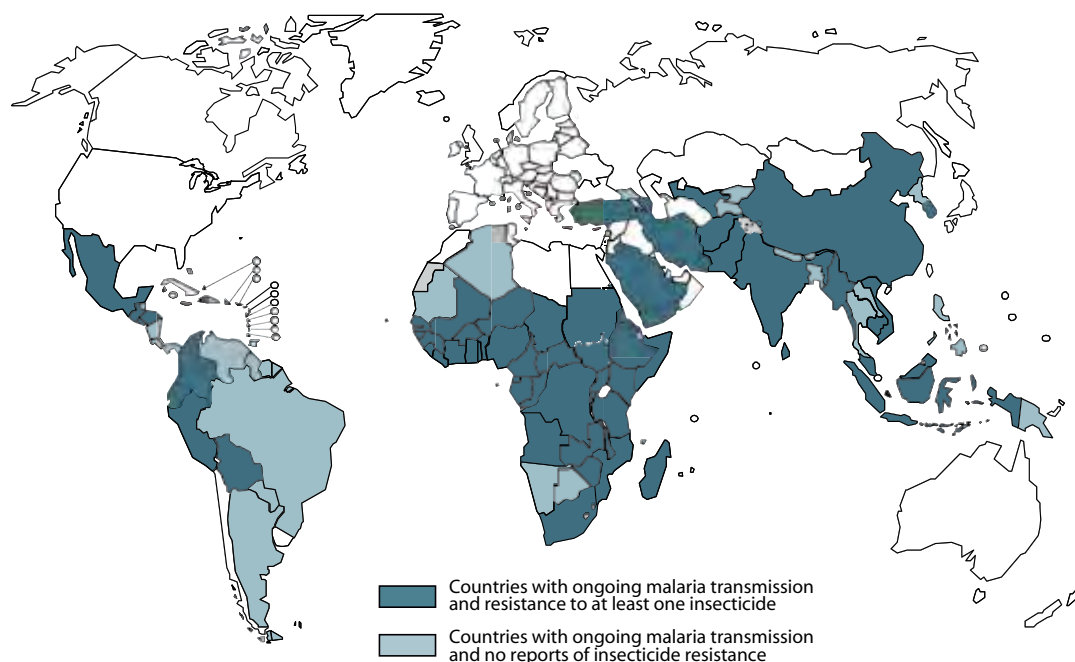 Countries with ongoing malaria transmission
and resistance to at least one insecticide
Countries with ongoing malaria transmission
and no reports of insecticide resistance